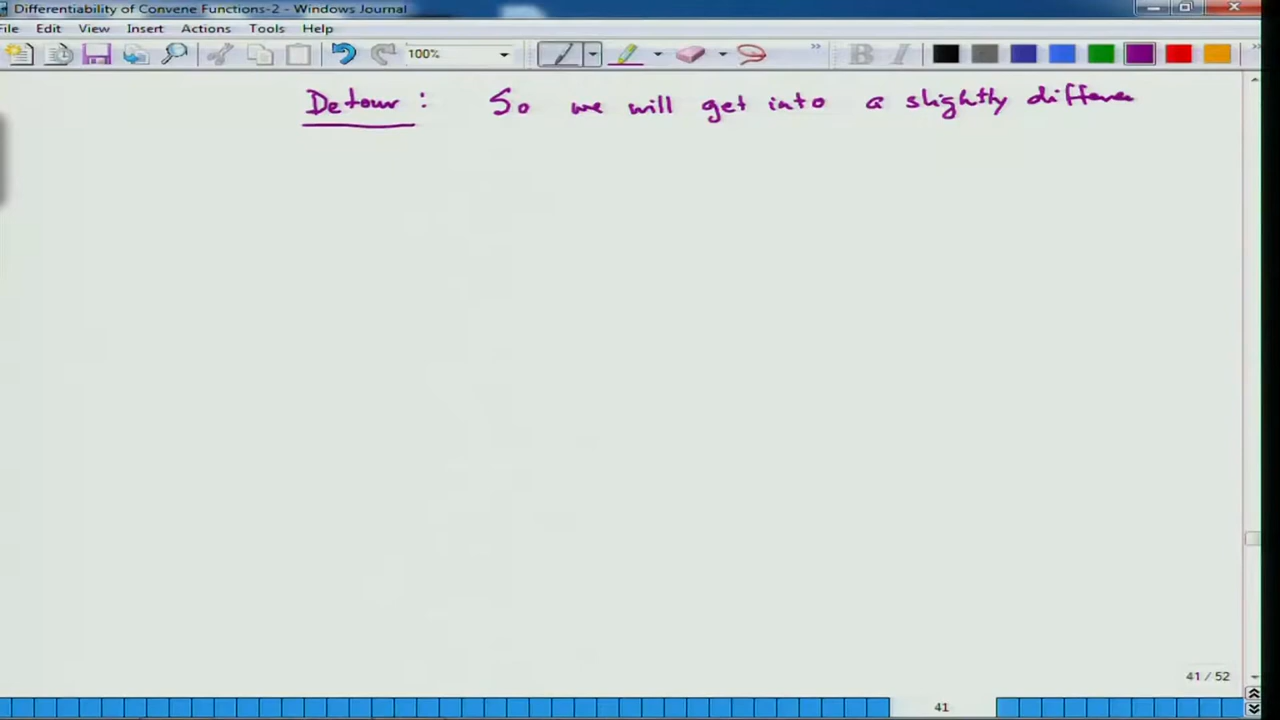 Differentiability of Convene Functions-2 - Windows Journal
File Edit View Insert Actions Tools Help
100%
B I
Detour : So we will get into a slightly differe
41 / 52
41